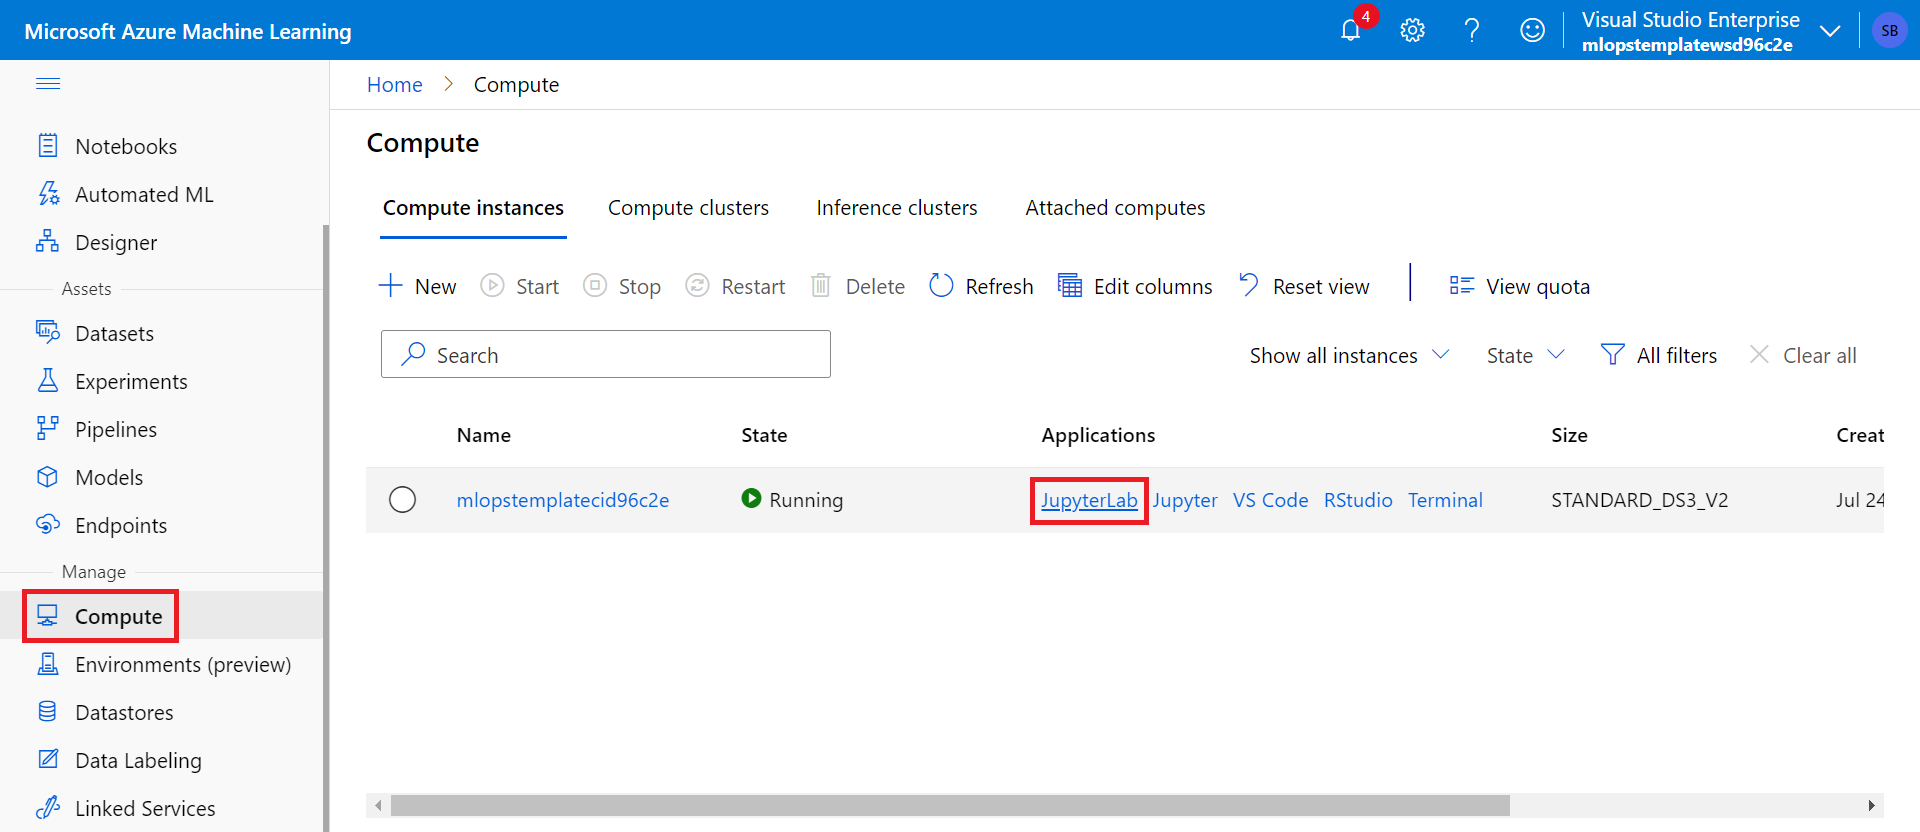 Microsoft Azure Machine Learning
4
Visual Studio Enterprise
mlopstemplatewsd96c2e
SB
Home > Compute
Notebooks
Automated ML
Designer
Assets
Datasets
Experiments
Pipelines
Models
Endpoints
Manage
Compute
Environments (preview)
Datastores
Data Labeling
Linked Services
Compute
Compute instances Compute clusters Inference clusters Attached computes
New Start Stop Restart Delete Refresh Edit columns Reset view View quota
Search Show all instances State All filters Clear all
Name State Applications Size Creat
mlopstemplatecid96c2e Running JupyterLab Jupyter VS Code RStudio Terminal STANDARD_DS3_V2 Jul 24